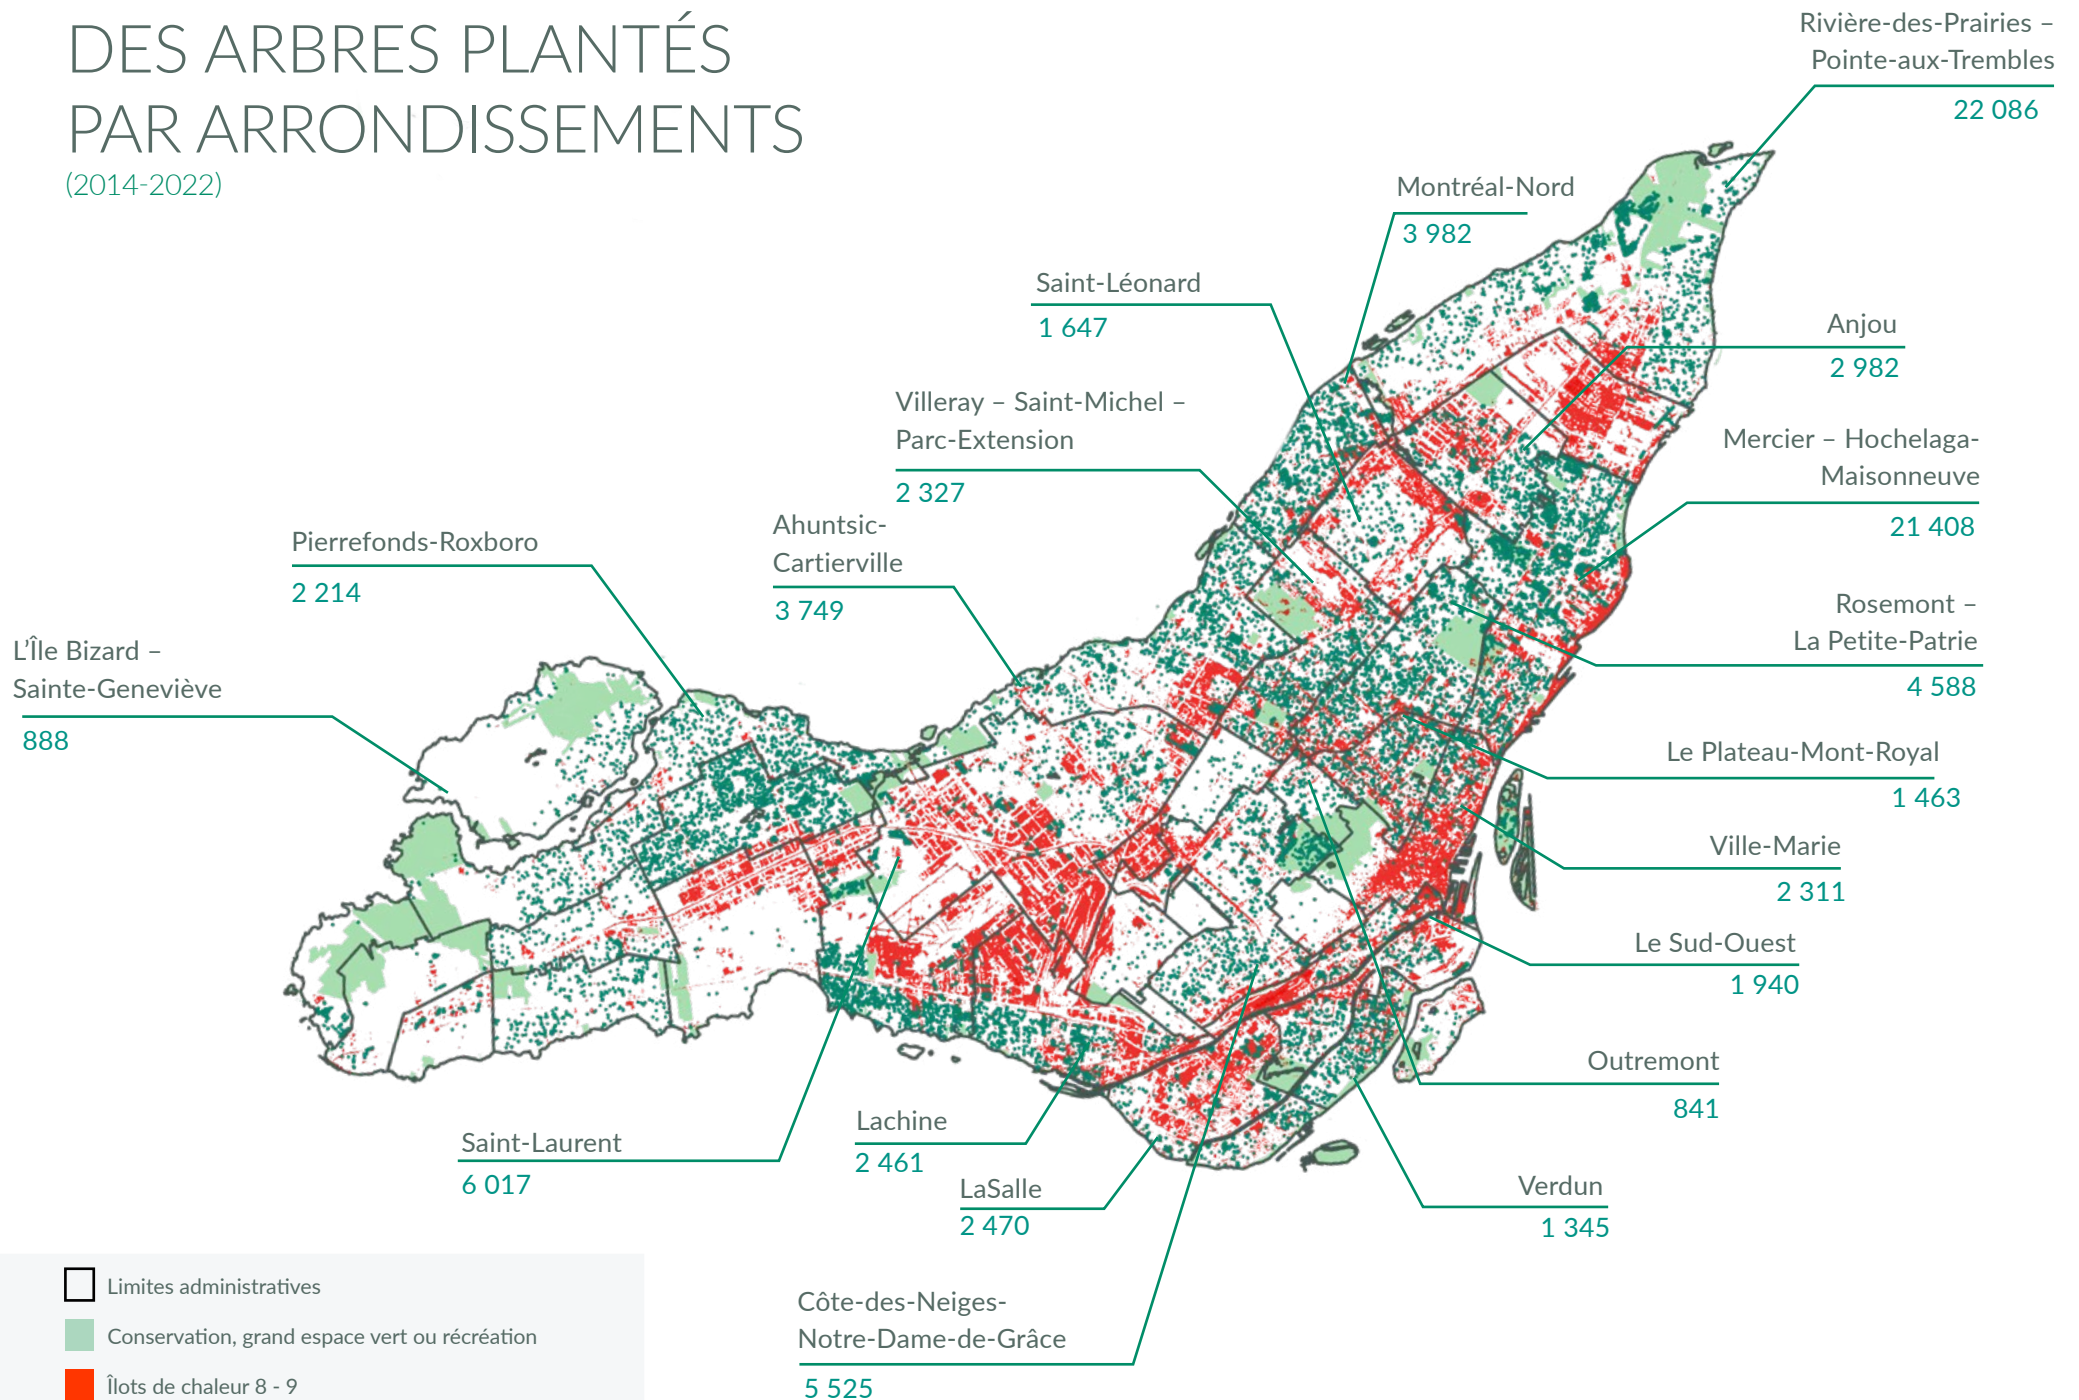 DES ARBRES PLANTÉS
PAR ARRONDISSEMENTS
(2014-2022)
Rivière-des-Prairies –
Pointe-aux-Trembles
22 086
Montréal-Nord
3 982
Saint-Léonard
1 647
Anjou
2 982
Villeray – Saint-Michel –
Parc-Extension
2 327
Mercier – Hochelaga-
Maisonneuve
21 408
Ahuntsic-
Cartierville
3 749
Pierrefonds-Roxboro
2 214
Rosemont –
La Petite-Patrie
4 588
L'Île Bizard –
Sainte-Geneviève
888
Le Plateau-Mont-Royal
1 463
Ville-Marie
2 311
Le Sud-Ouest
1 940
Outremont
841
Saint-Laurent
6 017
Lachine
2 461
LaSalle
2 470
Verdun
1 345
Côte-des-Neiges-
Notre-Dame-de-Grâce
5 525
Limites administratives
Conservation, grand espace vert ou récréation
Îlots de chaleur 8 - 9